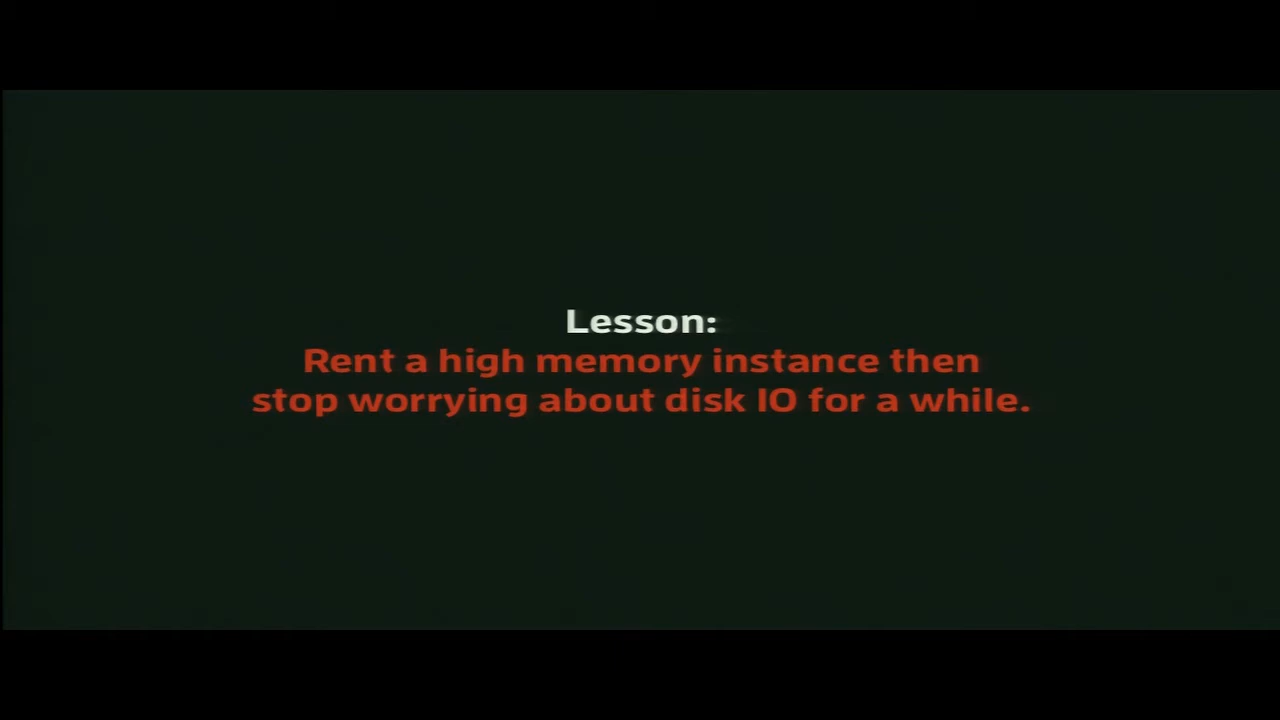 Lesson:
Rent a high memory instance then
stop worrying about disk IO for a while.